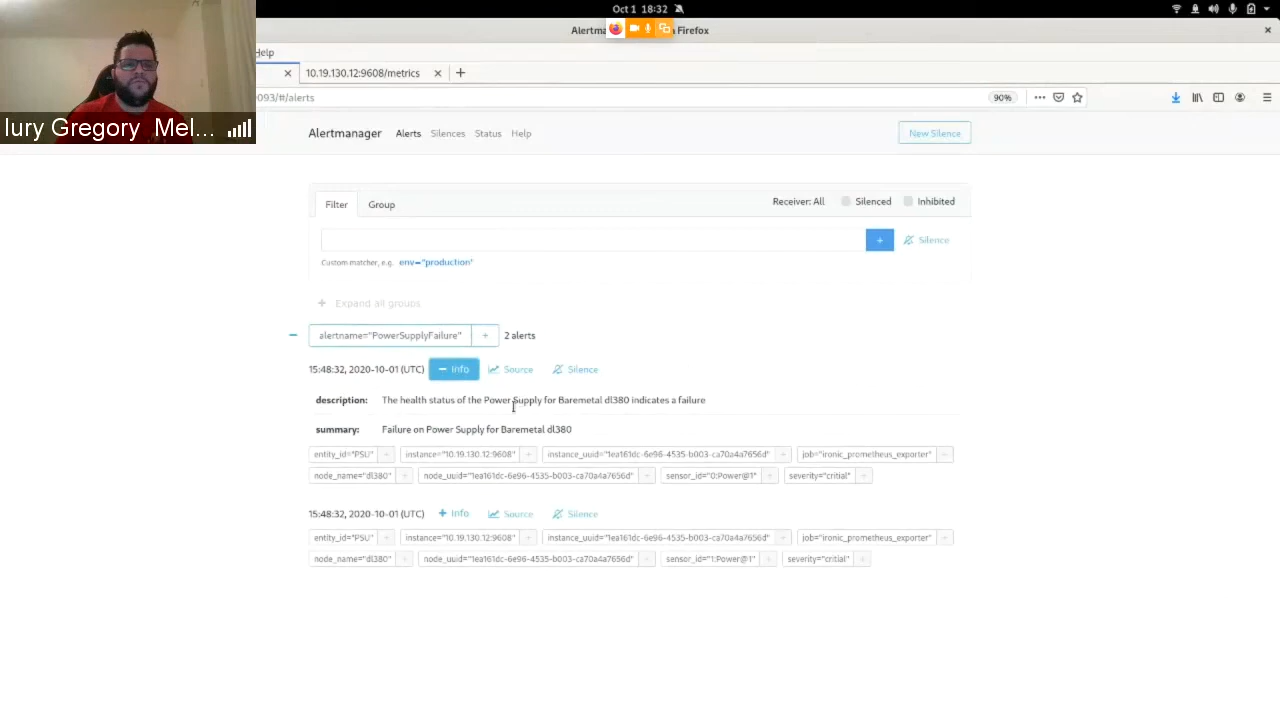 Oct 1 18:32
Alertma
n Firefox
Help
10.19.130.12:9608/metrics
093/#/alerts
90%
Iury Gregory Mel...
Alertmanager Alerts Silences Status Help New Silence
Filter Group Receiver: All Silenced Inhibited
+ Silence
Custom matcher, e.g. env="production"
+ Expand all groups
alertname="PowerSupplyFailure" + 2 alerts
15:48:32, 2020-10-01 (UTC) Info Source Silence
description: The health status of the Power Supply for Baremetal dl380 indicates a failure
summary: Failure on Power Supply for Baremetal dl380
entity_id="PSU" + instance="10.19.130.12:9608" + instance_uuid="1ea161dc-6e96-4535-b003-ca70a4a7656d" + job="ironic_prometheus_exporter" +
node_name="dl380" + node_uuid="1ea161dc-6e96-4535-b003-ca70a4a7656d" + sensor_id="0:Power@1" + severity="critial" +
15:48:32, 2020-10-01 (UTC) + Info Source Silence
entity_id="PSU" + instance="10.19.130.12:9608" + instance_uuid="1ea161dc-6e96-4535-b003-ca70a4a7656d" + job="ironic_prometheus_exporter" +
node_name="dl380" + node_uuid="1ea161dc-6e96-4535-b003-ca70a4a7656d" + sensor_id="1:Power@1" + severity="critial" +